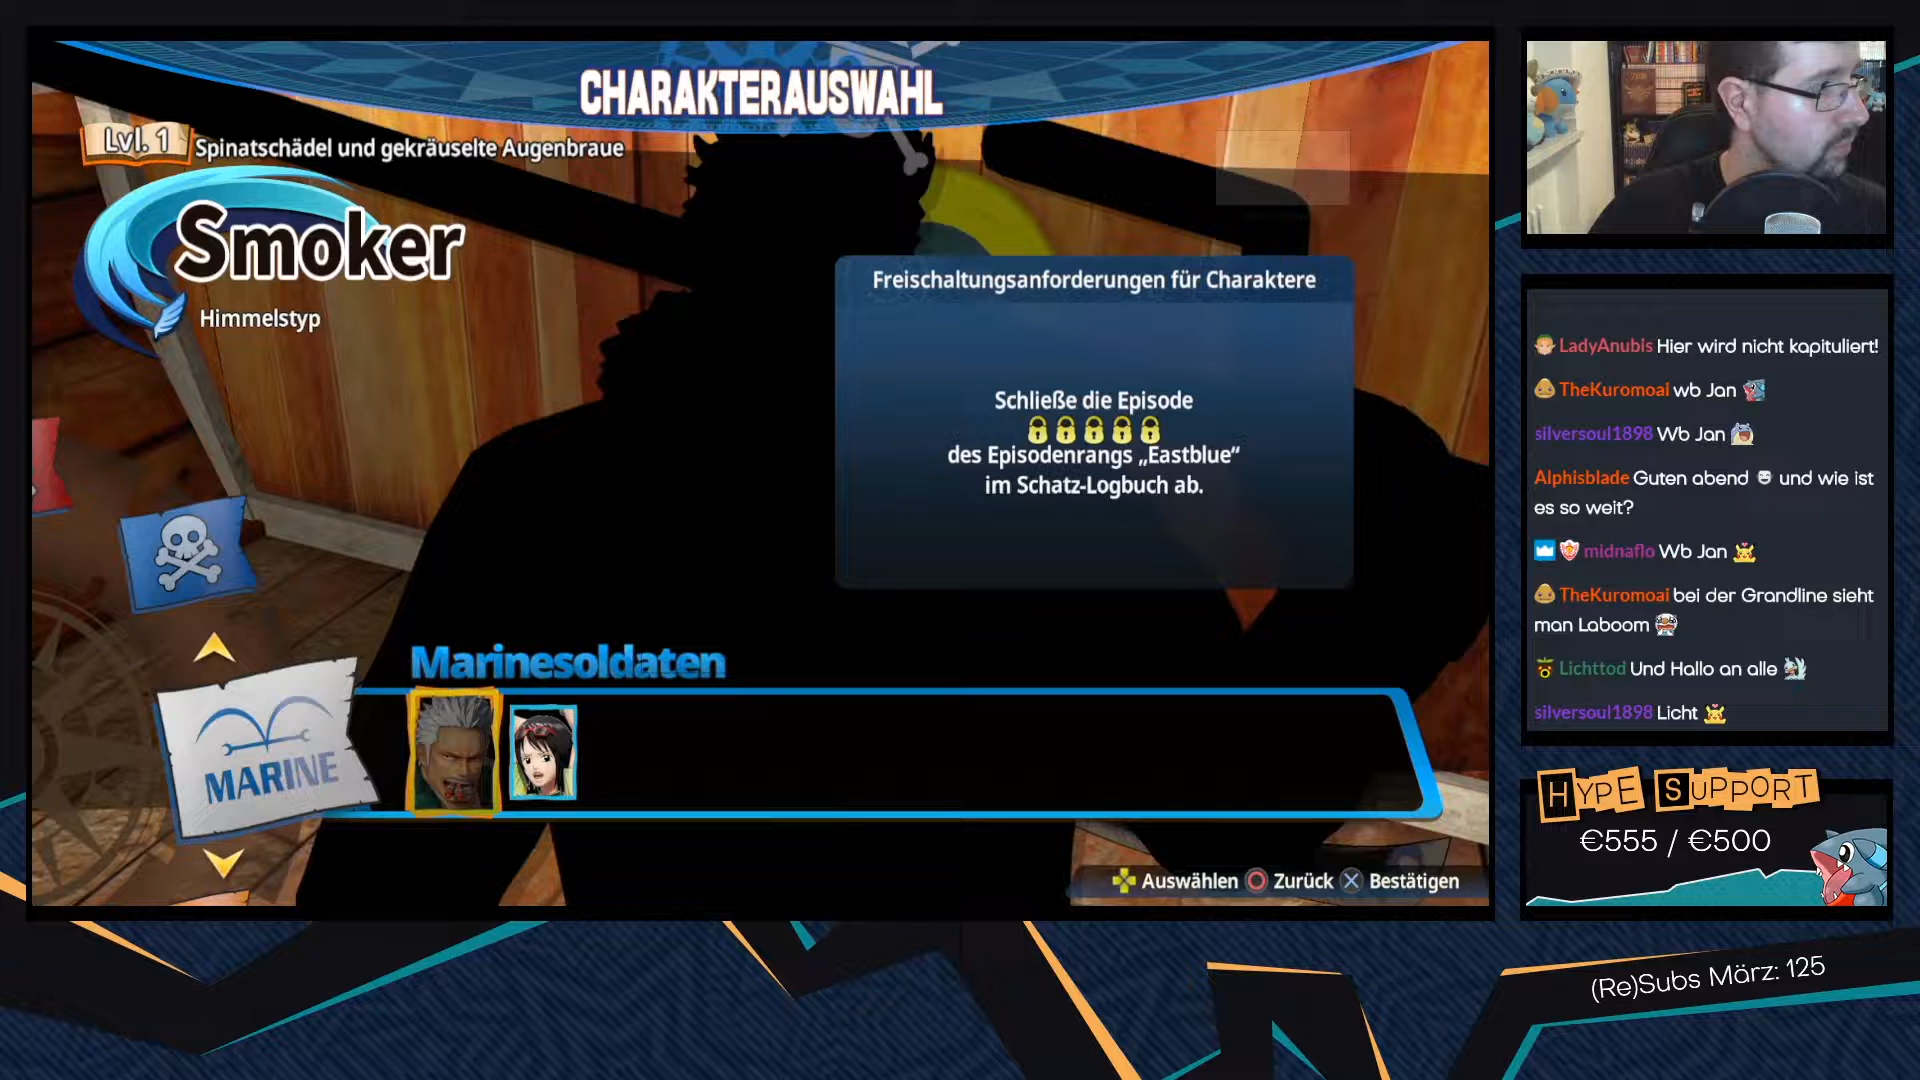 CHARAKTERAUSWAHL
Lvl. 1 Spinatschädel und gekräuselte Augenbraue
Smoker
Himmelstyp
Freischaltungsanforderungen für Charaktere
Schließe die Episode
des Episodenrangs „Eastblue“
im Schatz-Logbuch ab.
Marinesoldaten
MARINE
Auswählen Zurück Bestätigen
LadyAnubis Hier wird nicht kapituliert!
TheKuromoai wb Jan
silversoul1898 Wb Jan
Alphisblade Guten abend und wie ist
es so weit?
midnaflo Wb Jan
TheKuromoai bei der Grandline sieht
man Laboom
Lichttod Und Hallo an alle
silversoul1898 Licht
HYPE SUPPORT
€555 / €500
(Re)Subs März: 125